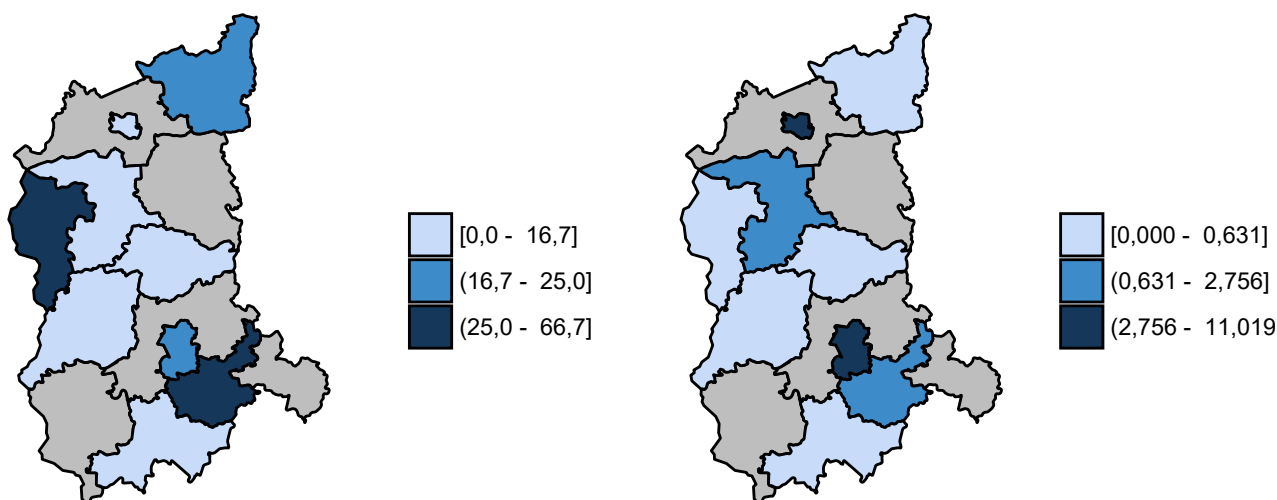 [0,0 - 16,7]
(16,7 - 25,0]
(25,0 - 66,7]
[0,000 - 0,631]
(0,631 - 2,756]
(2,756 - 11,019